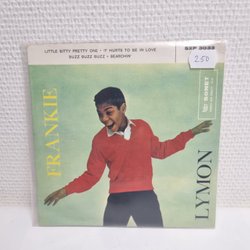 LITTLE BITTY PRETTY ONE - IT HURTS TO BE IN LOVE
BUZZ BUZZ BUZZ - SEARCHIN'
SXP 3033
250
SONET
FRANKIE
LYMON